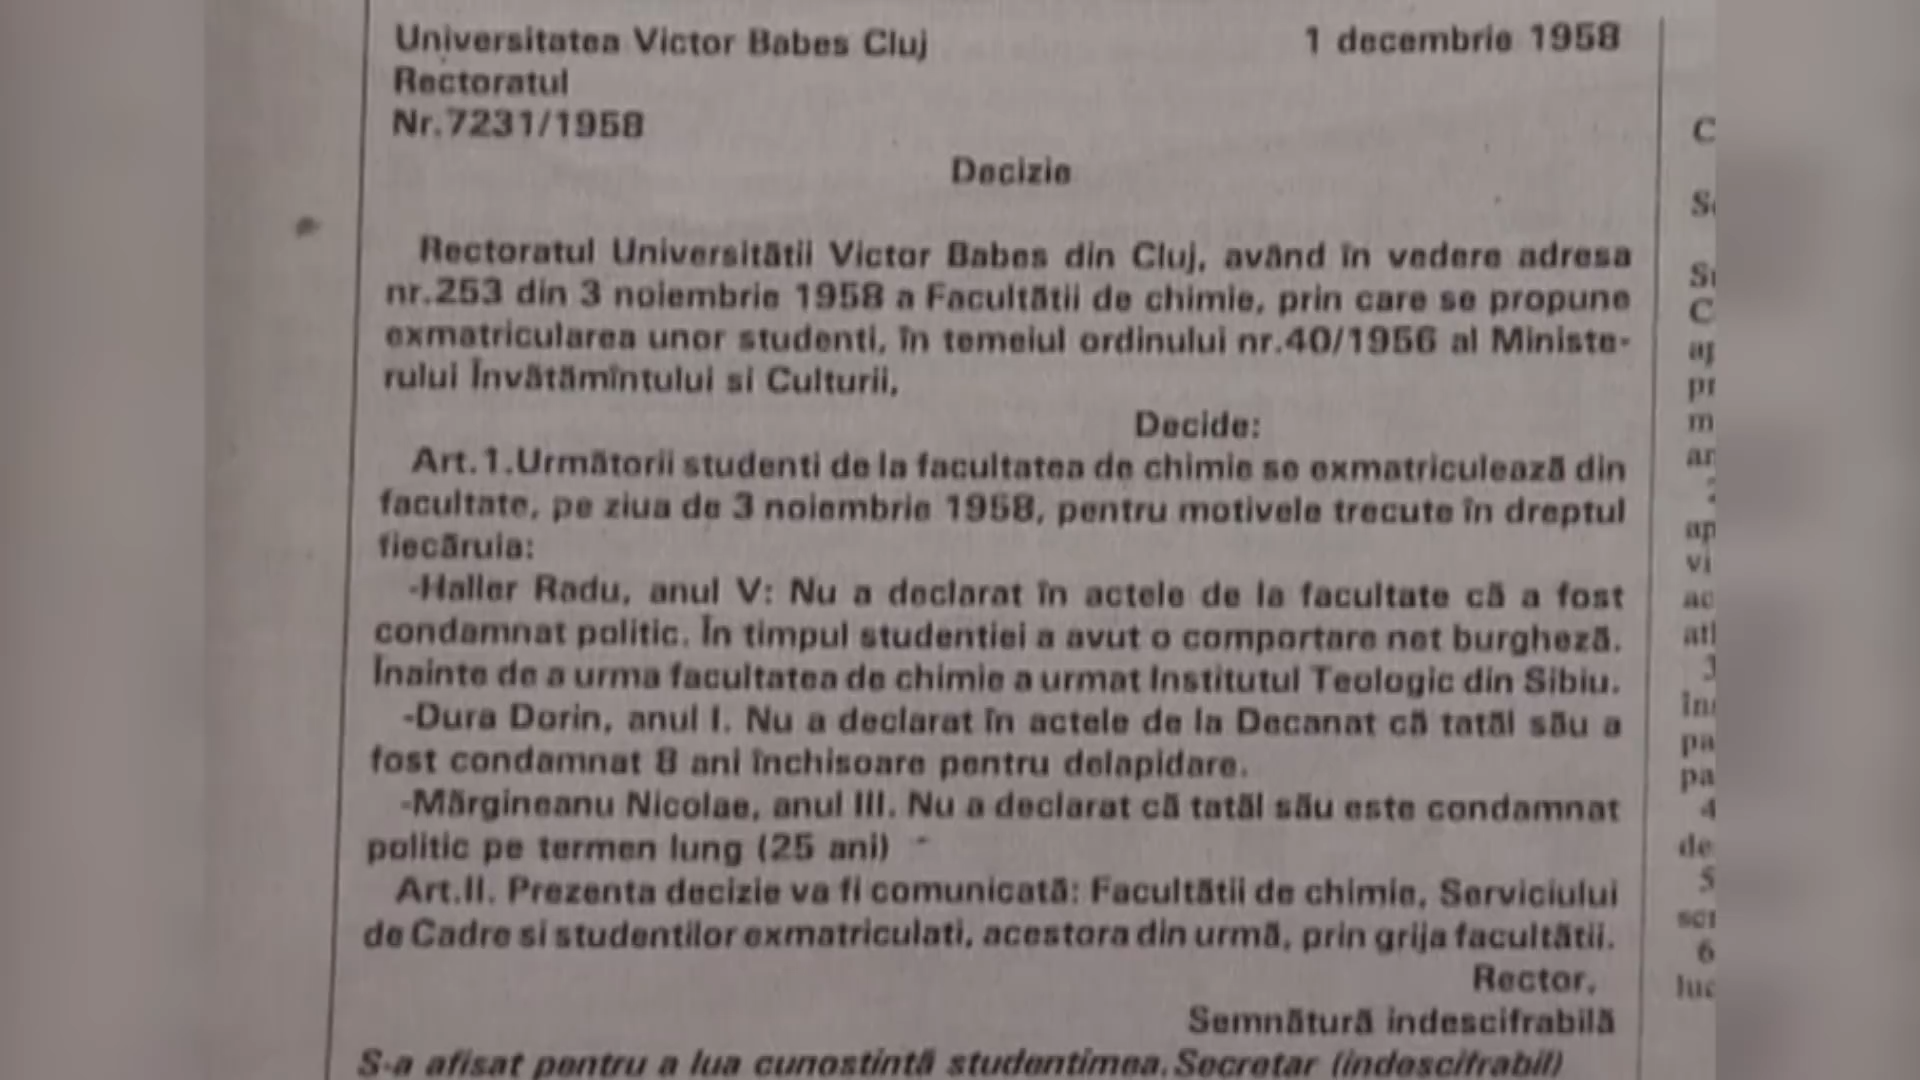 Universitatea Victor Babes Cluj 1 decembrie 1958
Rectoratul
Nr.7231/1958
Decizie
Rectoratul Universitătii Victor Babes din Cluj, având în vedere adresa
nr.253 din 3 noiembrie 1958 a Facultătii de chimie, prin care se propune
exmatricularea unor studenti, în temeiul ordinului nr.40/1956 al Ministe-
rului Învătămîntului si Culturii,
Decide:
Art.1.Următorii studenti de la facultatea de chimie se exmatriculează din
facultate, pe ziua de 3 noiembrie 1958, pentru motivele trecute în dreptul
fiecăruia:
-Haller Radu, anul V: Nu a declarat în actele de la facultate că a fost
condamnat politic. În timpul studentiei a avut o comportare net burgheză.
Înainte de a urma facultatea de chimie a urmat Institutul Teologic din Sibiu.
-Dura Dorin, anul I. Nu a declarat în actele de la Decanat că tatăl său a
fost condamnat 8 ani închisoare pentru delapidare.
-Mărgineanu Nicolae, anul III. Nu a declarat că tatăl său este condamnat
politic pe termen lung (25 ani)
Art.II. Prezenta decizie va fi comunicată: Facultătii de chimie, Serviciului
de Cadre si studentilor exmatriculati, acestora din urmă, prin grija facultătii.
Rector,
Semnătură indescifrabilă
S-a afisat pentru a lua cunostintă studentimea. Secretar (indescifrabil)